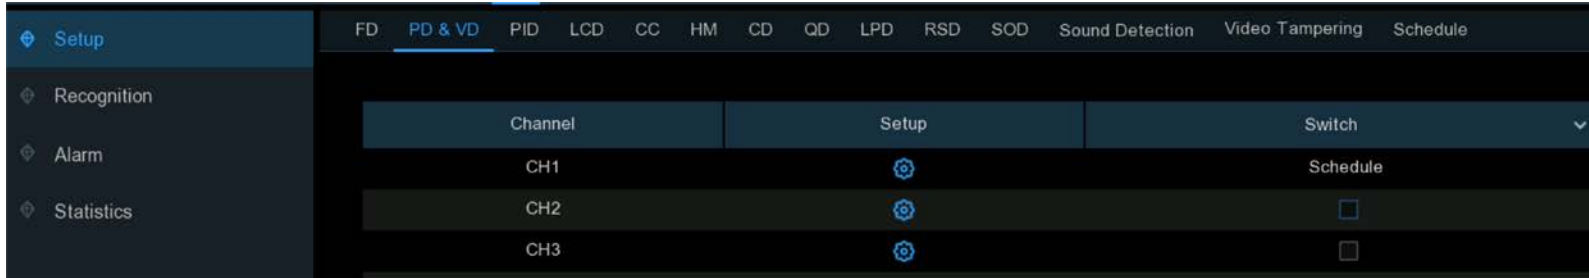 Setup
Recognition
Alarm
Statistics
FD PD & VD PID LCD CC HM CD QD LPD RSD SOD Sound Detection Video Tampering Schedule
Channel Setup Switch
CH1 Schedule
CH2
CH3